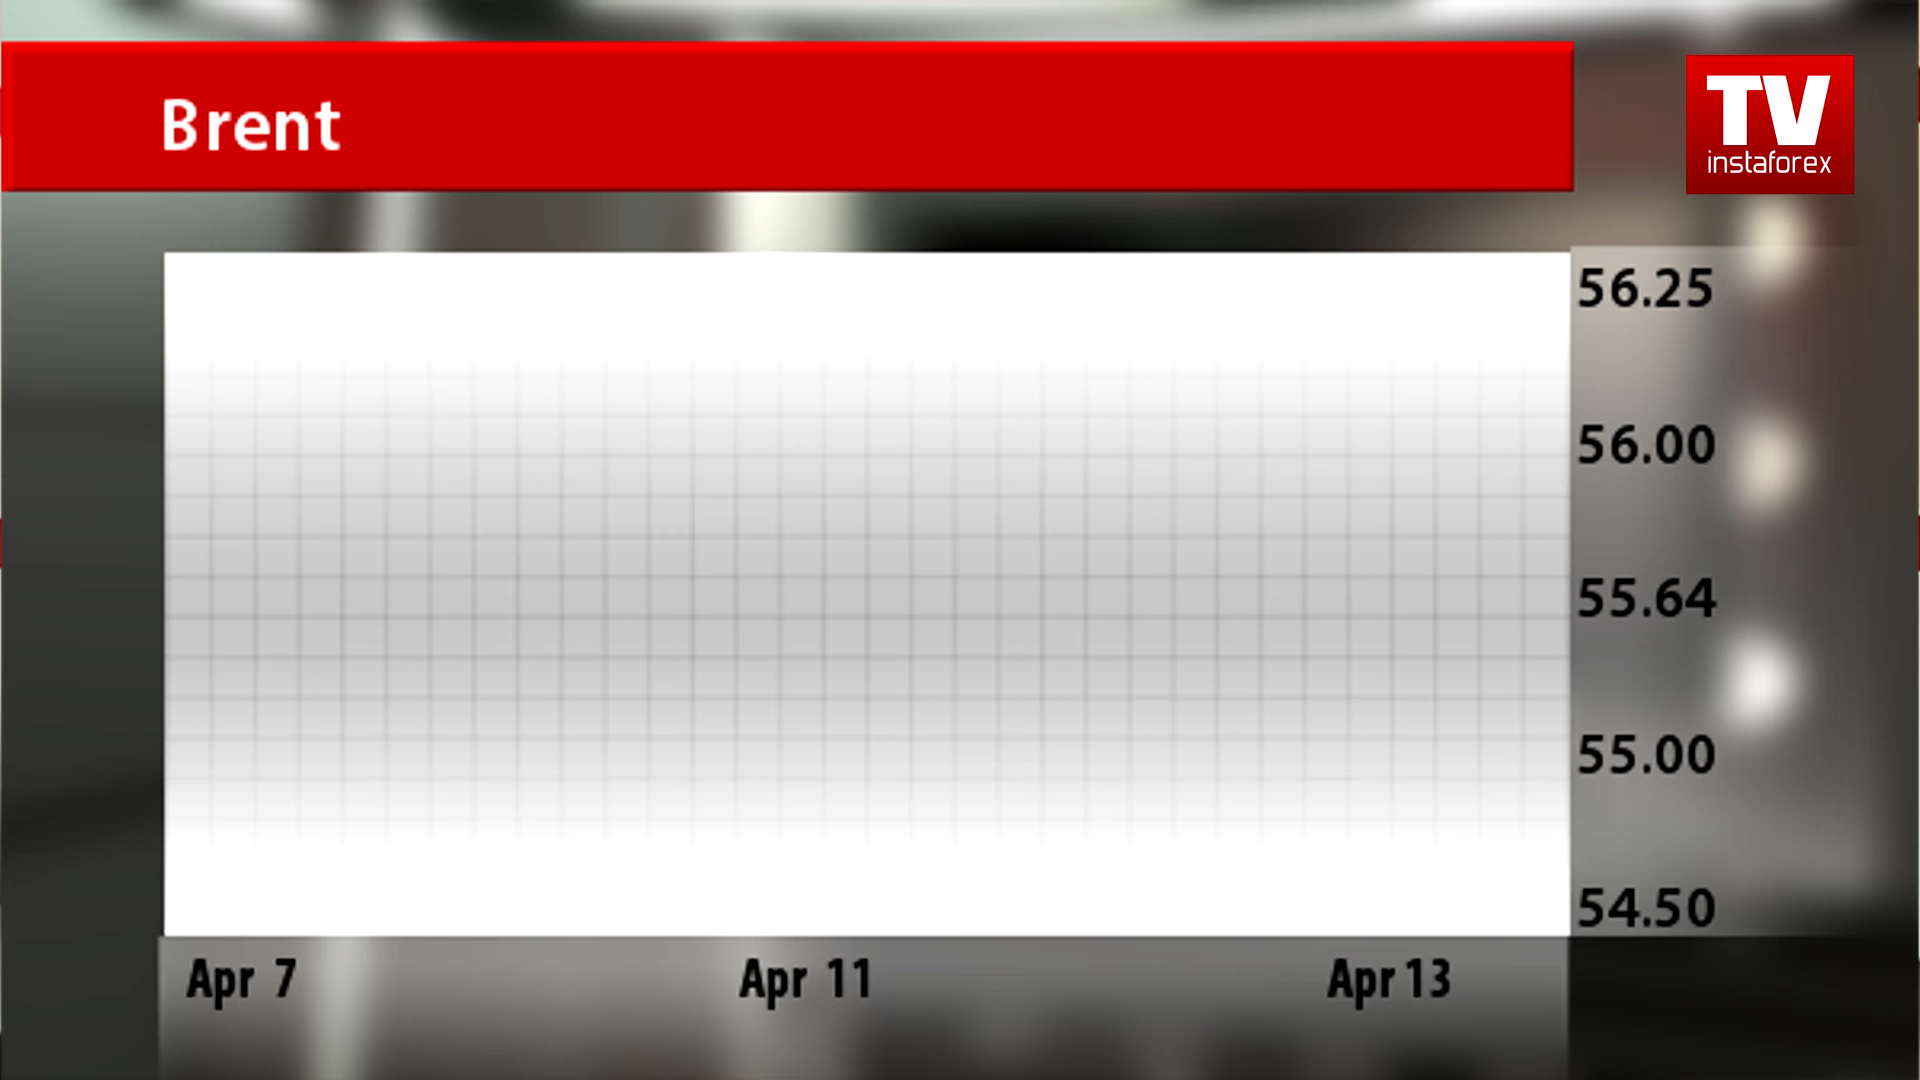 Brent
TV
instaforex
56.25
56.00
55.64
55.00
54.50
Apr 7
Apr 11
Apr 13